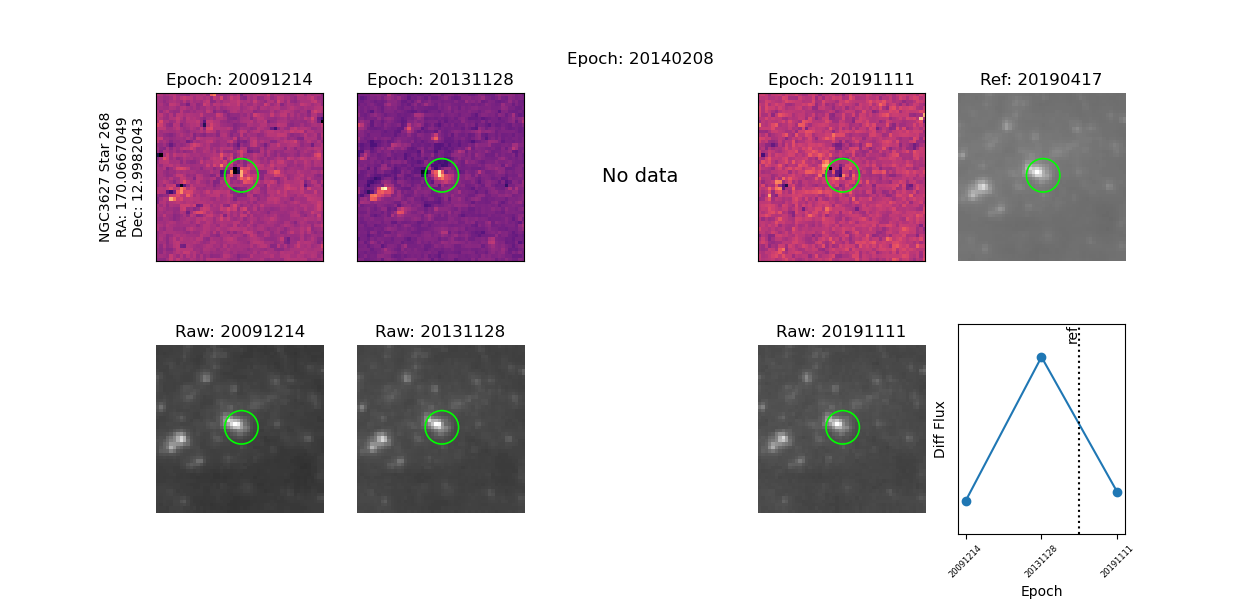 Epoch: 20140208
Epoch: 20091214
Epoch: 20131128
Epoch: 20191111
Ref: 20190417
NGC3627 Star 268
RA: 170.0667049
Dec: 12.9982043
No data
Raw: 20091214
Raw: 20131128
Raw: 20191111
ref
Diff Flux
20091214
20131128
20191111
Epoch